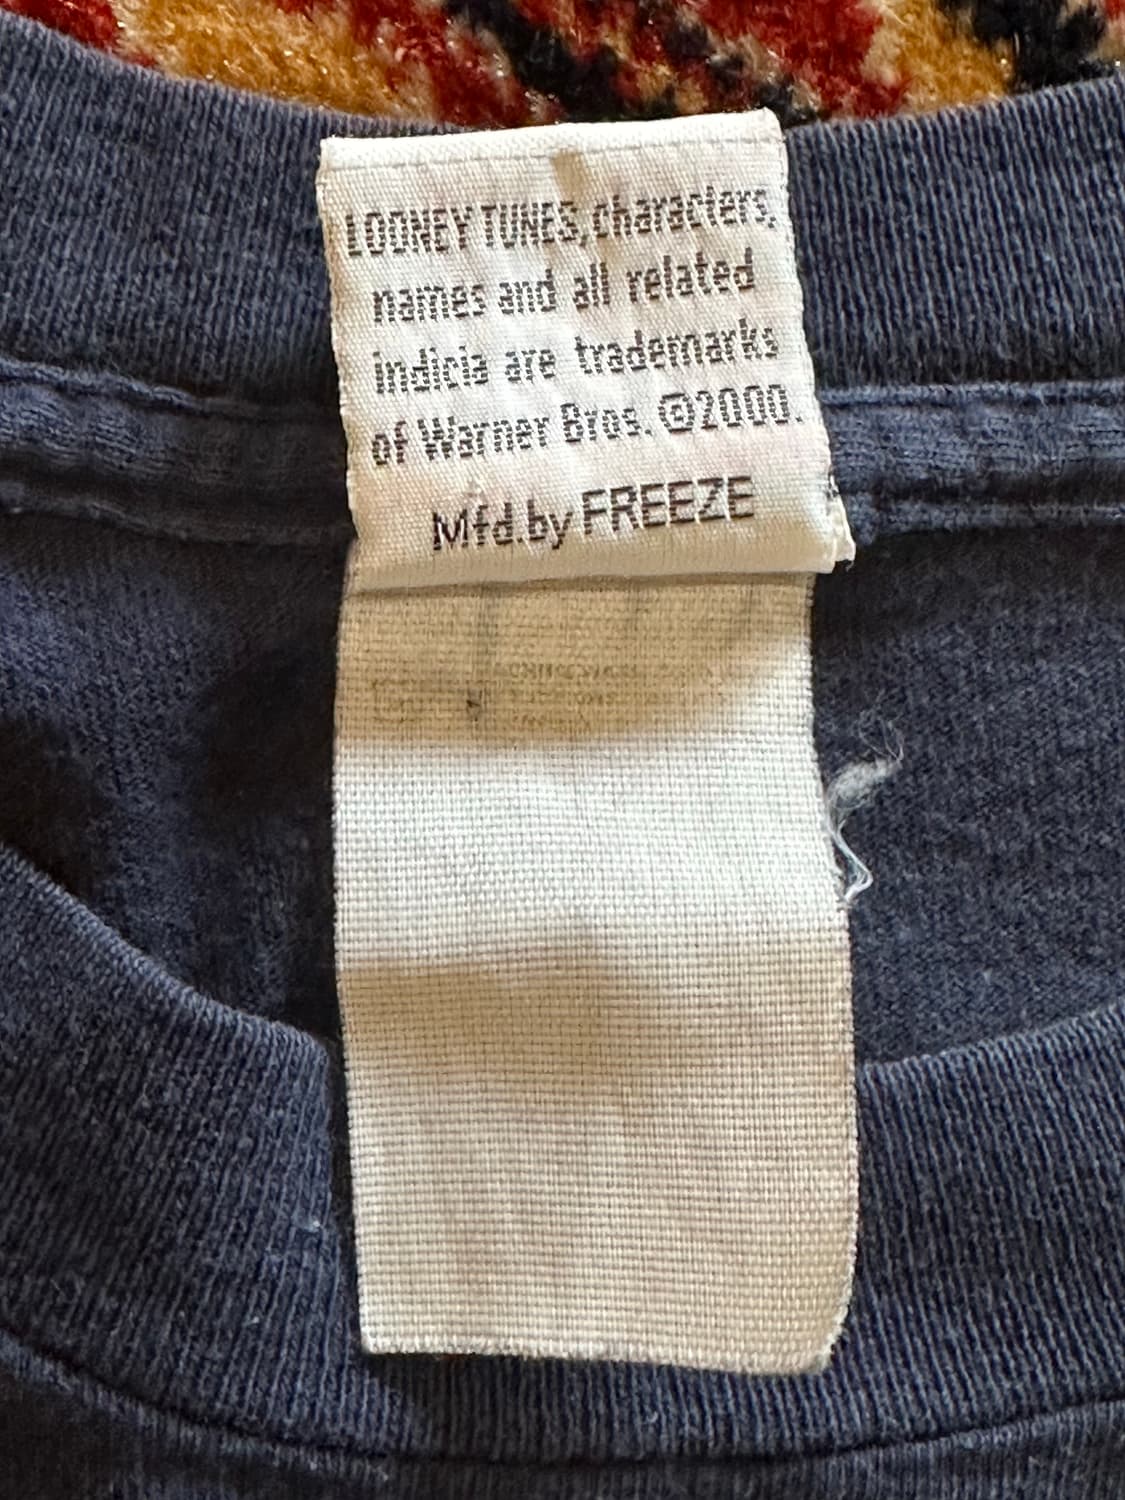 LOONEY TUNES, characters,
names and all related
indicia are trademarks
of Warner Bros. ©2000.
Mfd.by FREEZE